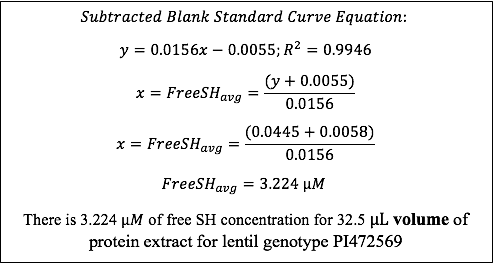 Subtracted Blank Standard Curve Equation:
y = 0.0156x − 0.0055; R² = 0.9946
x = FreeSH_avg = (y + 0.0055) / 0.0156
x = FreeSH_avg = (0.0445 + 0.0058) / 0.0156
FreeSH_avg = 3.224 μM
There is 3.224 μM of free SH concentration for 32.5 μL volume of
protein extract for lentil genotype PI472569